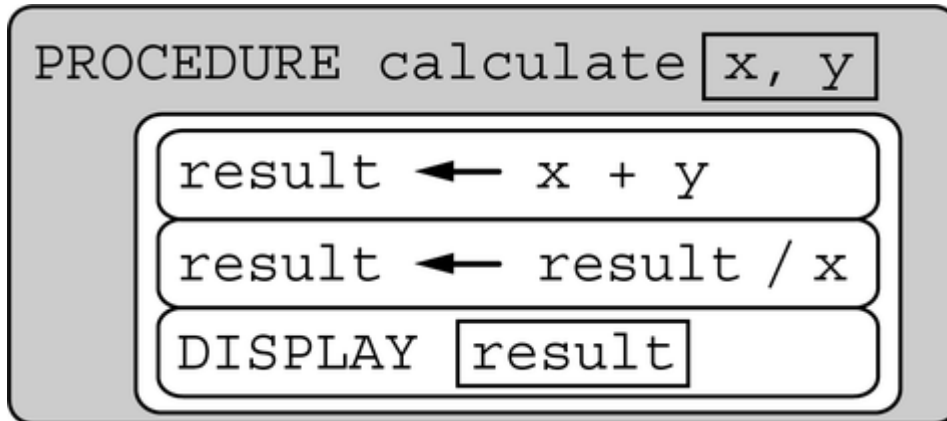 PROCEDURE calculate x, y
result ← x + y
result ← result / x
DISPLAY result